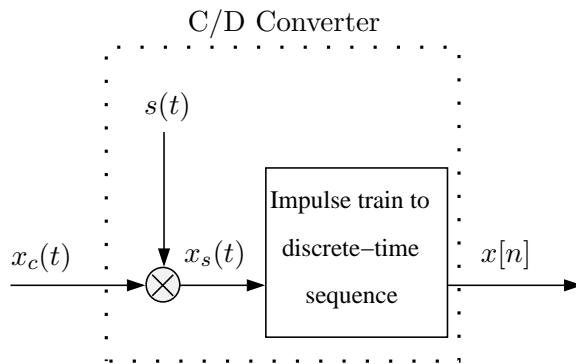 C/D Converter
s(t)
x_c(t)
x_s(t)
Impulse train to
discrete−time
sequence
x[n]